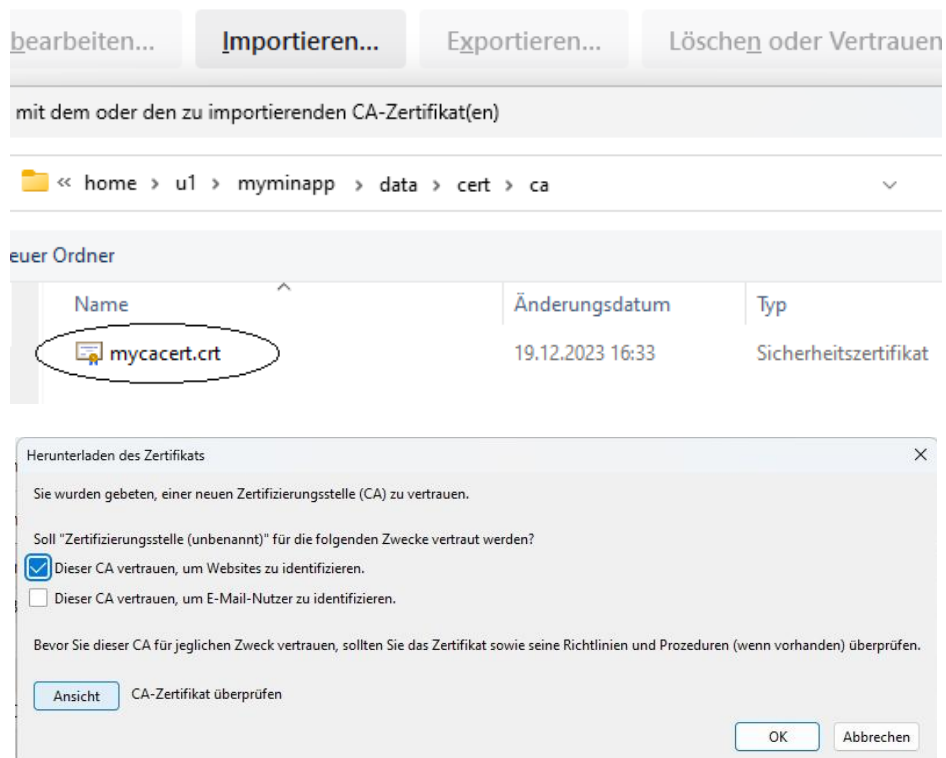 bearbeiten... Importieren... Exportieren... Löschen oder Vertrauen
mit dem oder den zu importierenden CA-Zertifikat(en)
« home › u1 › myminapp › data › cert › ca
euer Ordner
Name Änderungsdatum Typ
mycacert.crt 19.12.2023 16:33 Sicherheitszertifikat
Herunterladen des Zertifikats
Sie wurden gebeten, einer neuen Zertifizierungsstelle (CA) zu vertrauen.
Soll "Zertifizierungsstelle (unbenannt)" für die folgenden Zwecke vertraut werden?
Dieser CA vertrauen, um Websites zu identifizieren.
Dieser CA vertrauen, um E-Mail-Nutzer zu identifizieren.
Bevor Sie dieser CA für jeglichen Zweck vertrauen, sollten Sie das Zertifikat sowie seine Richtlinien und Prozeduren (wenn vorhanden) überprüfen.
Ansicht CA-Zertifikat überprüfen
OK Abbrechen